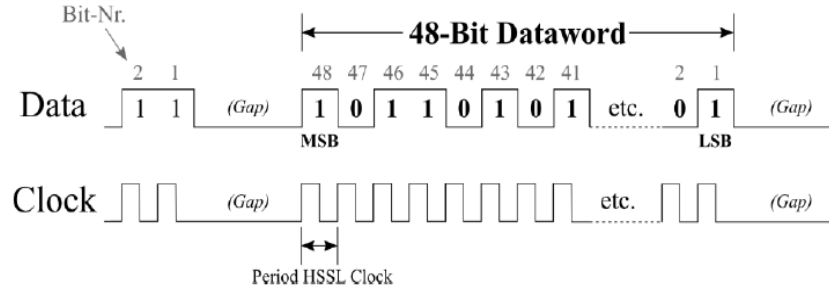 Bit-Nr.
48-Bit Dataword
2 1 48 47 46 45 44 43 42 41 2 1
Data 1 1 (Gap) 1 0 1 1 0 1 0 1 etc. 0 1 (Gap)
MSB LSB
Clock (Gap) etc. (Gap)
Period HSSL Clock